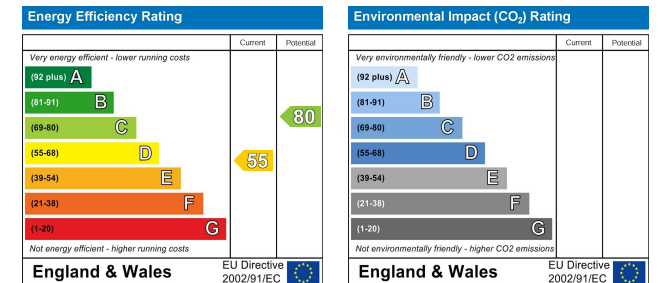 Energy Efficiency Rating
Current Potential
Very energy efficient - lower running costs
(92 plus) A
(81-91) B
(69-80) C
(55-68) D
(39-54) E
(21-38) F
(1-20) G
80
55
Not energy efficient - higher running costs
England & Wales
EU Directive
2002/91/EC
Environmental Impact (CO₂) Rating
Current Potential
Very environmentally friendly - lower CO2 emissions
(92 plus) A
(81-91) B
(69-80) C
(55-68) D
(39-54) E
(21-38) F
(1-20) G
Not environmentally friendly - higher CO2 emissions
England & Wales
EU Directive
2002/91/EC